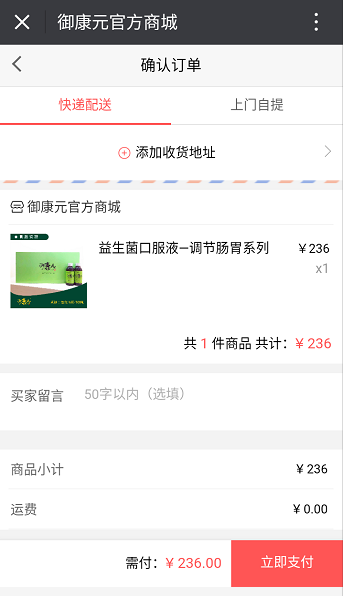 御康元官方商城
确认订单
快递配送
上门自提
添加收货地址
御康元官方商城
益生菌口服液—调节肠胃系列
￥236
x1
共 1 件商品 共计：￥236
买家留言
50字以内（选填）
商品小计
￥236
运费
￥0.00
需付：￥236.00
立即支付